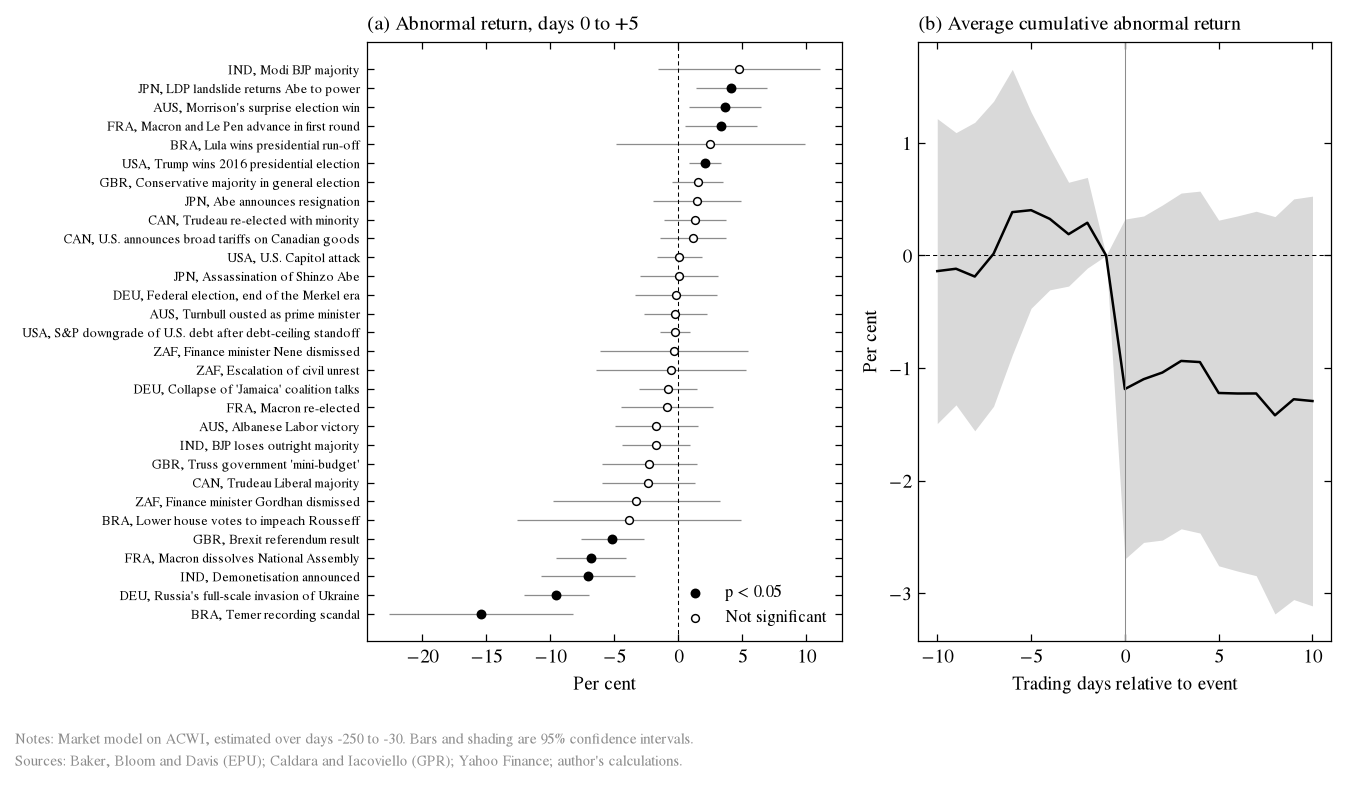 (a) Abnormal return, days 0 to +5
IND, Modi BJP majority
JPN, LDP landslide returns Abe to power
AUS, Morrison's surprise election win
FRA, Macron and Le Pen advance in first round
BRA, Lula wins presidential run-off
USA, Trump wins 2016 presidential election
GBR, Conservative majority in general election
JPN, Abe announces resignation
CAN, Trudeau re-elected with minority
CAN, U.S. announces broad tariffs on Canadian goods
USA, U.S. Capitol attack
JPN, Assassination of Shinzo Abe
DEU, Federal election, end of the Merkel era
AUS, Turnbull ousted as prime minister
USA, S&P downgrade of U.S. debt after debt-ceiling standoff
ZAF, Finance minister Nene dismissed
ZAF, Escalation of civil unrest
DEU, Collapse of 'Jamaica' coalition talks
FRA, Macron re-elected
AUS, Albanese Labor victory
IND, BJP loses outright majority
GBR, Truss government 'mini-budget'
CAN, Trudeau Liberal majority
ZAF, Finance minister Gordhan dismissed
BRA, Lower house votes to impeach Rousseff
GBR, Brexit referendum result
FRA, Macron dissolves National Assembly
IND, Demonetisation announced
DEU, Russia's full-scale invasion of Ukraine
BRA, Temer recording scandal
p < 0.05
Not significant
−20 −15 −10 −5 0 5 10
Per cent
(b) Average cumulative abnormal return
Per cent
1
0
−1
−2
−3
−10 −5 0 5 10
Trading days relative to event
Notes: Market model on ACWI, estimated over days -250 to -30. Bars and shading are 95% confidence intervals.
Sources: Baker, Bloom and Davis (EPU); Caldara and Iacoviello (GPR); Yahoo Finance; author's calculations.